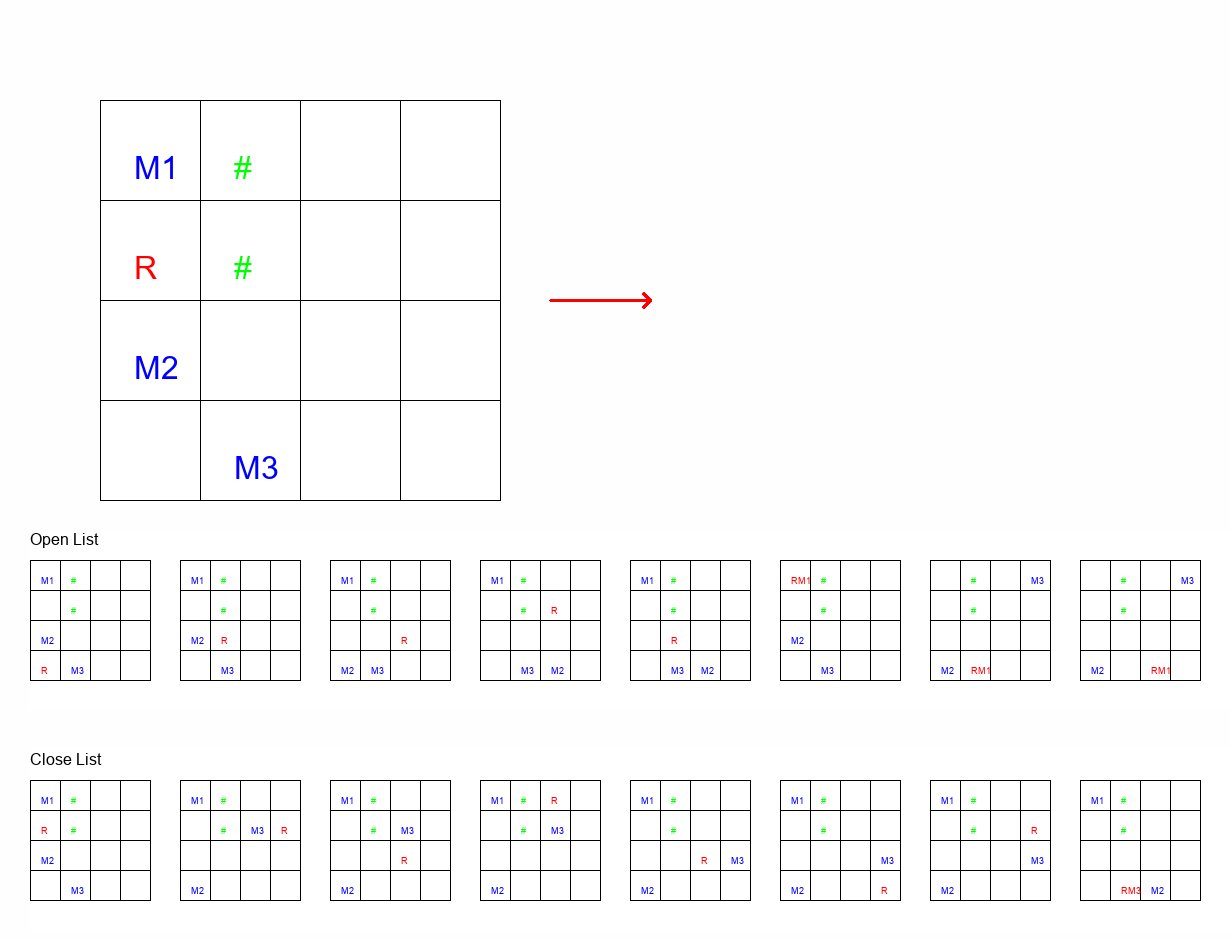 M1 #
R #
M2
M3
Open List
M1 # M1 # M1 # M1 # M1 # RM1 # # M3 # M3
# # # # R # # # #
M2 M2 R R R M2
R M3 M3 M2 M3 M3 M2 M3 M2 M3 M2 RM1 M2 RM1
Close List
M1 # M1 # M1 # M1 # R M1 # M1 # M1 # M1 #
R # # M3 R # M3 # M3 # # # R #
M2 R R M3 M3 M3
M3 M2 M2 M2 M2 M2 R M2 RM3 M2